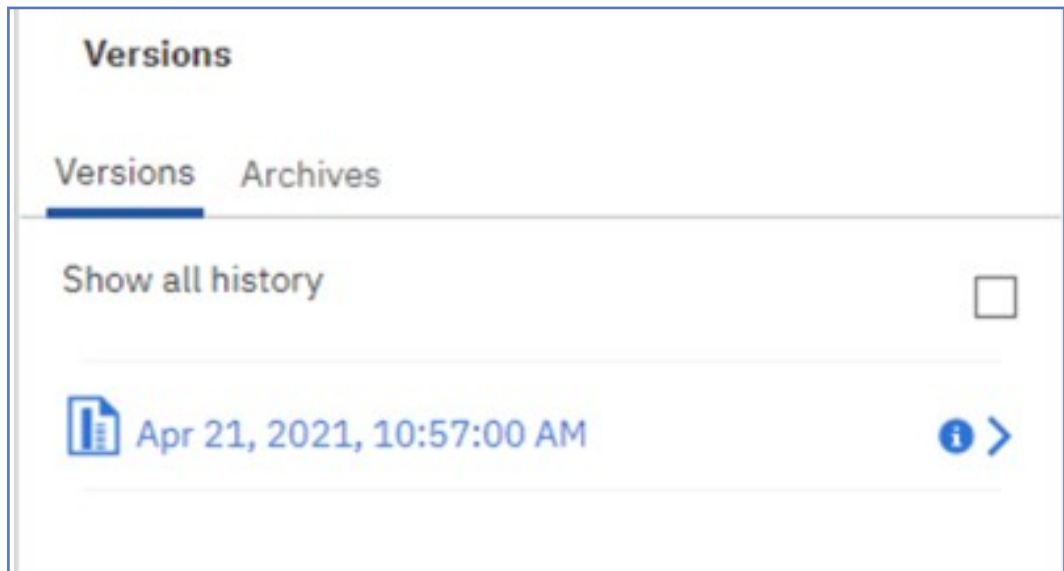 Versions
Versions Archives
Show all history
Apr 21, 2021, 10:57:00 AM